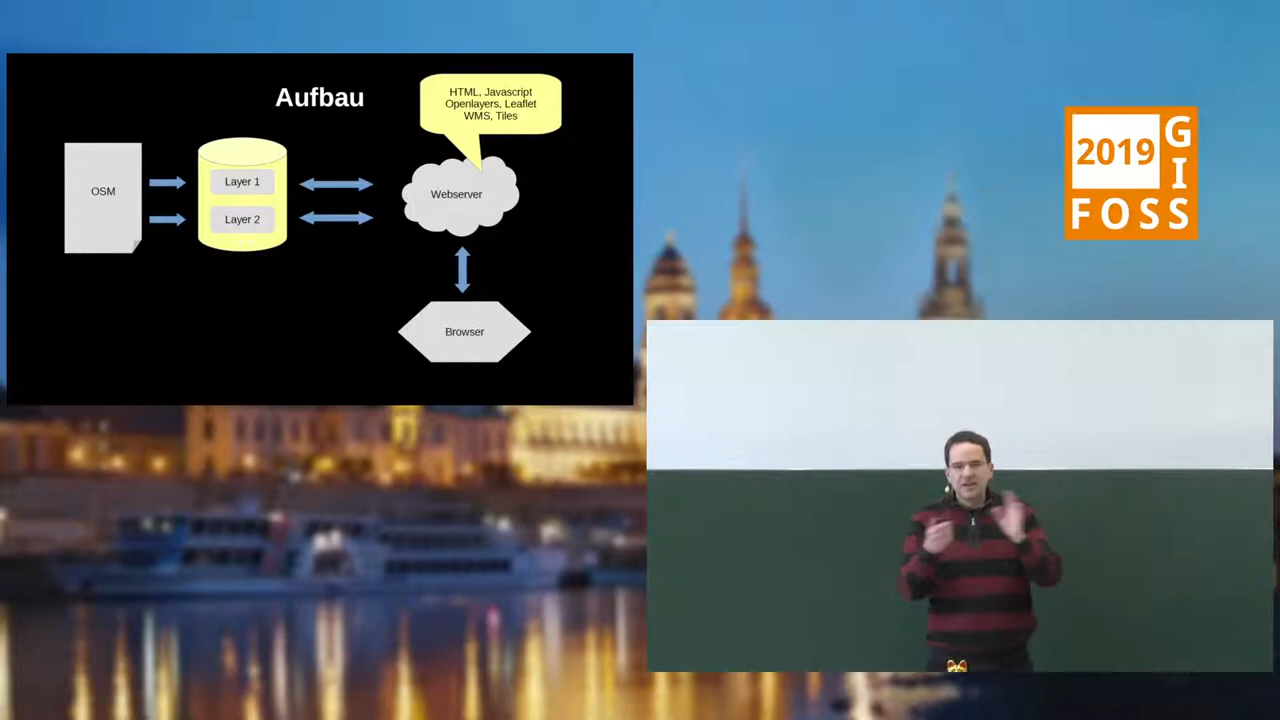 Aufbau
HTML, Javascript
Openlayers, Leaflet
WMS, Tiles
OSM
Layer 1
Layer 2
Webserver
Browser
2019
G
I
FOSS